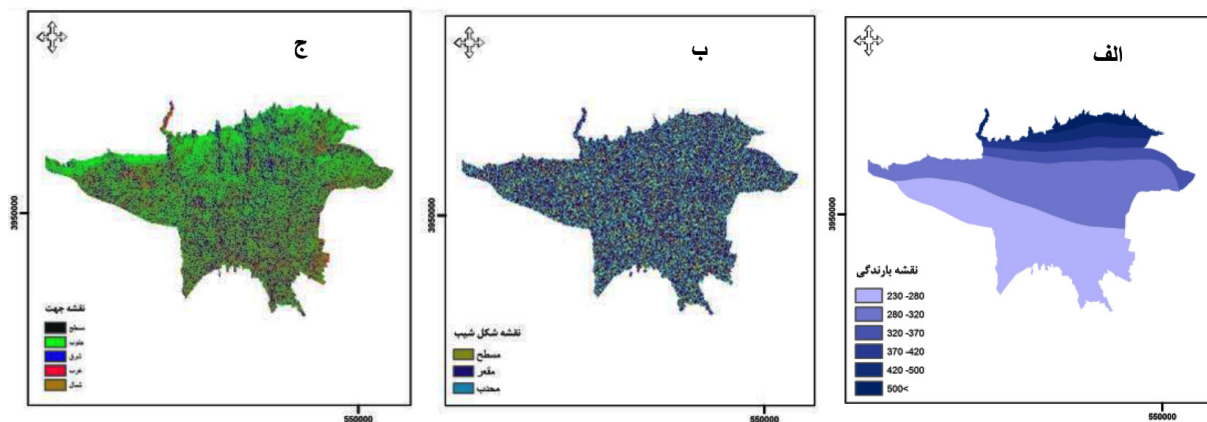 الف
3950000
نقشه بارندگی
230 -280
280 -320
320 -370
370 -420
420 -500
500<
550000
ب
3950000
نقشه شکل شیب
مسطح
مقعر
محدب
550000
ج
3950000
نقشه جهت
مسطح
جنوب
شرق
غرب
شمال
550000